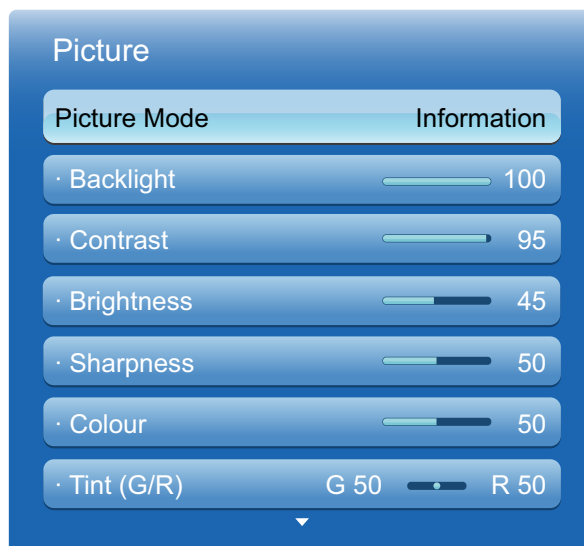 Picture
Picture Mode Information
· Backlight 100
· Contrast 95
· Brightness 45
· Sharpness 50
· Colour 50
· Tint (G/R) G 50 R 50